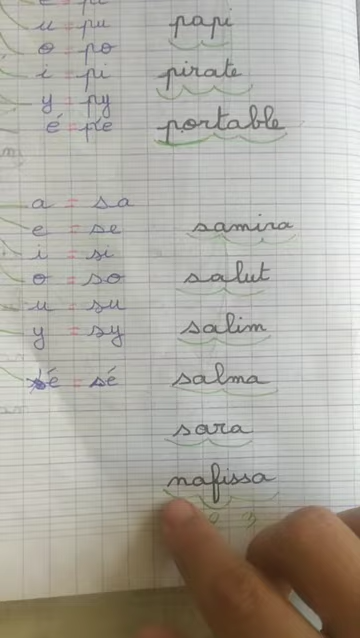 u = pu papi
o = po
i = pi pirate
y = py
é = pé portable
a = sa
e = se samira
i = si
o = so salut
u = su
y = sy salim
é = sé salma
sara
nafissa